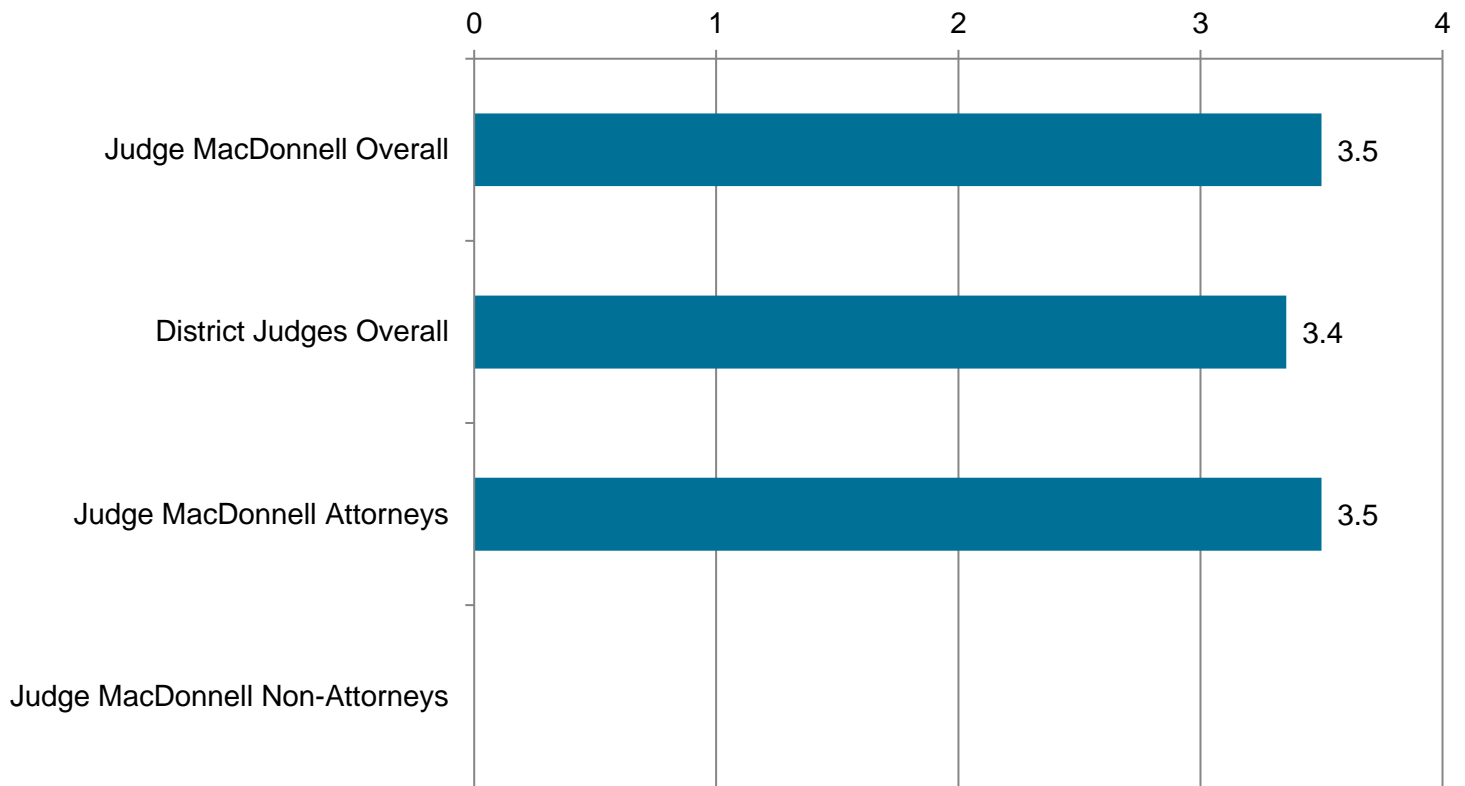 0 1 2 3 4
Judge MacDonnell Overall 3.5
District Judges Overall 3.4
Judge MacDonnell Attorneys 3.5
Judge MacDonnell Non-Attorneys